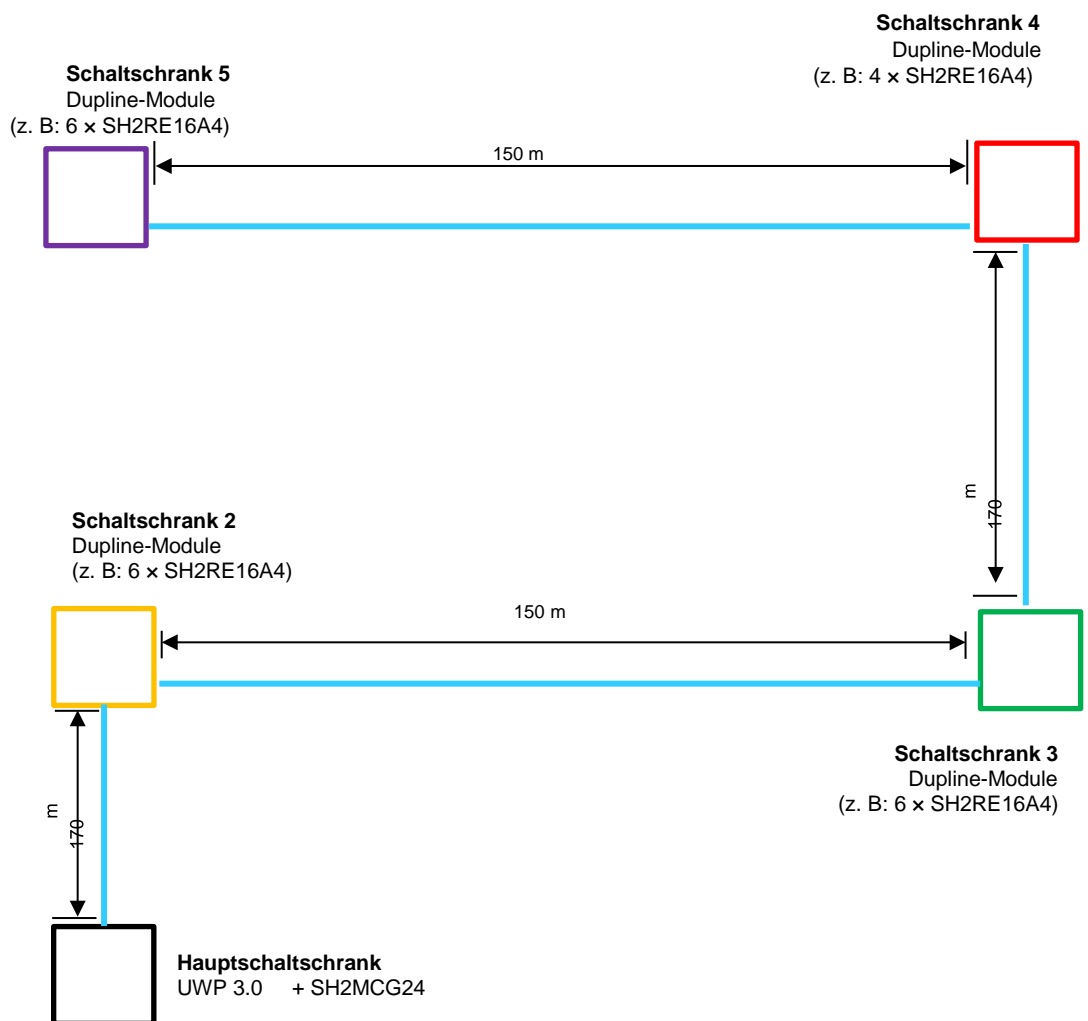 Schaltschrank 4
Dupline-Module
(z. B: 4 × SH2RE16A4)
Schaltschrank 5
Dupline-Module
(z. B: 6 × SH2RE16A4)
150 m
m
170
Schaltschrank 2
Dupline-Module
(z. B: 6 × SH2RE16A4)
150 m
Schaltschrank 3
Dupline-Module
(z. B: 6 × SH2RE16A4)
m
170
Hauptschaltschrank
UWP 3.0 + SH2MCG24